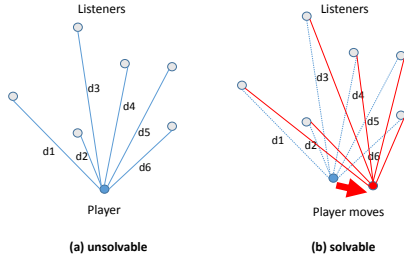 Listeners
d3
d4
d1
d2
d5
d6
Player
(a) unsolvable
Listeners
d3
d4
d1
d2
d5
d6
Player moves
(b) solvable